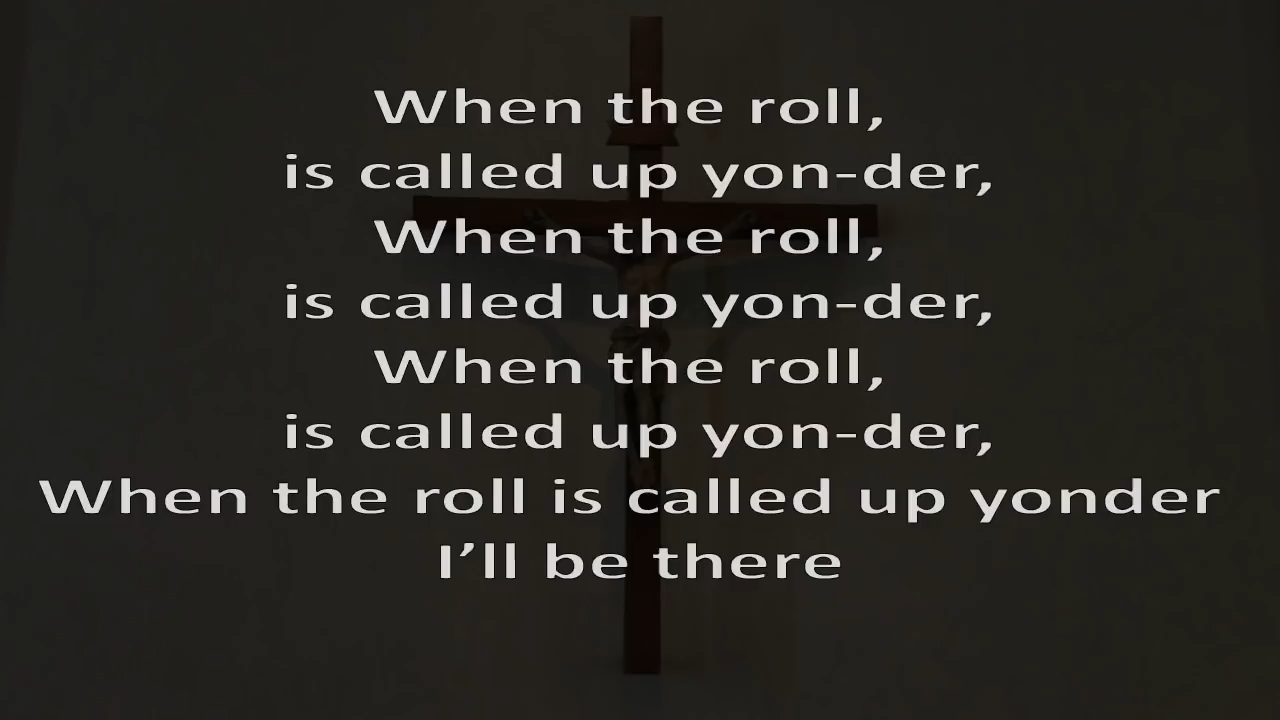 When the roll,
is called up yon-der,
When the roll,
is called up yon-der,
When the roll,
is called up yon-der,
When the roll is called up yonder
I’ll be there